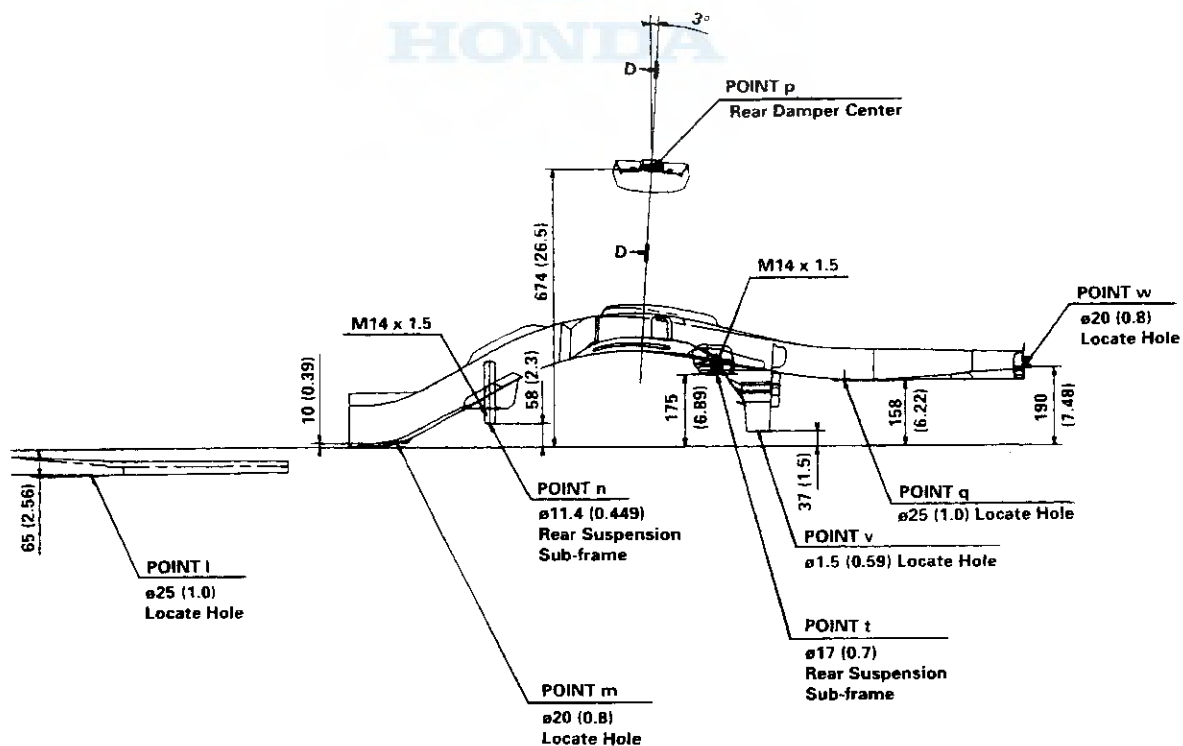 HONDA
3°
D
POINT p
Rear Damper Center
674 (26.5)
D
M14 x 1.5
POINT w
ø20 (0.8)
Locate Hole
M14 x 1.5
10 (0.39)
58 (2.3)
175
(6.89)
158
(6.22)
190
(7.48)
37 (1.5)
65 (2.56)
POINT n
ø11.4 (0.449)
Rear Suspension
Sub-frame
POINT q
ø25 (1.0) Locate Hole
POINT v
ø1.5 (0.59) Locate Hole
POINT l
ø25 (1.0)
Locate Hole
POINT t
ø17 (0.7)
Rear Suspension
Sub-frame
POINT m
ø20 (0.8)
Locate Hole